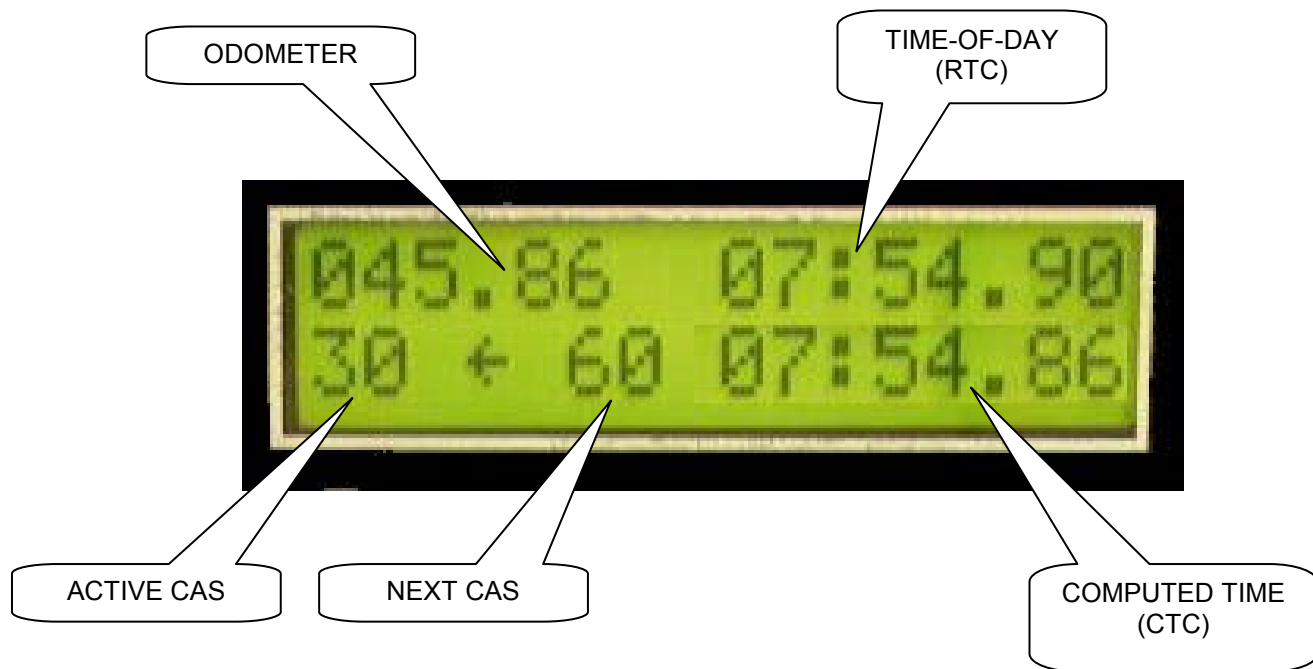 ODOMETER
TIME-OF-DAY
(RTC)
045.86 07:54.90
30 ← 60 07:54.86
ACTIVE CAS
NEXT CAS
COMPUTED TIME
(CTC)